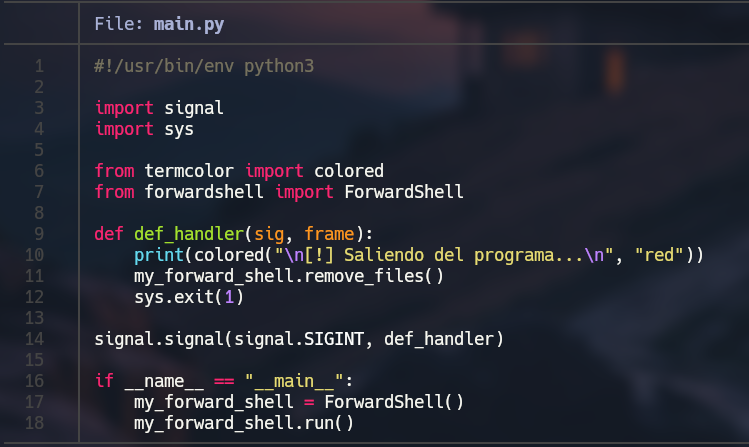 File: main.py
1 #!/usr/bin/env python3
2
3 import signal
4 import sys
5
6 from termcolor import colored
7 from forwardshell import ForwardShell
8
9 def def_handler(sig, frame):
10     print(colored("\n[!] Saliendo del programa...\n", "red"))
11     my_forward_shell.remove_files()
12     sys.exit(1)
13
14 signal.signal(signal.SIGINT, def_handler)
15
16 if __name__ == "__main__":
17     my_forward_shell = ForwardShell()
18     my_forward_shell.run()